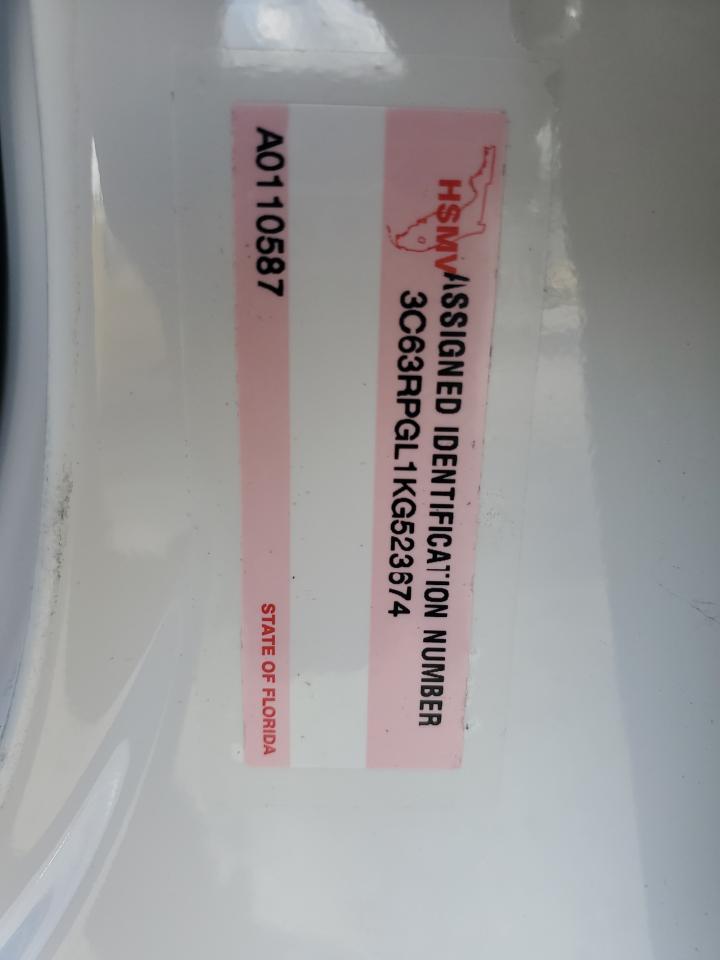 HSMV
ASSIGNED IDENTIFICATION NUMBER
3C63RPGL1KG523674
A0110587
STATE OF FLORIDA